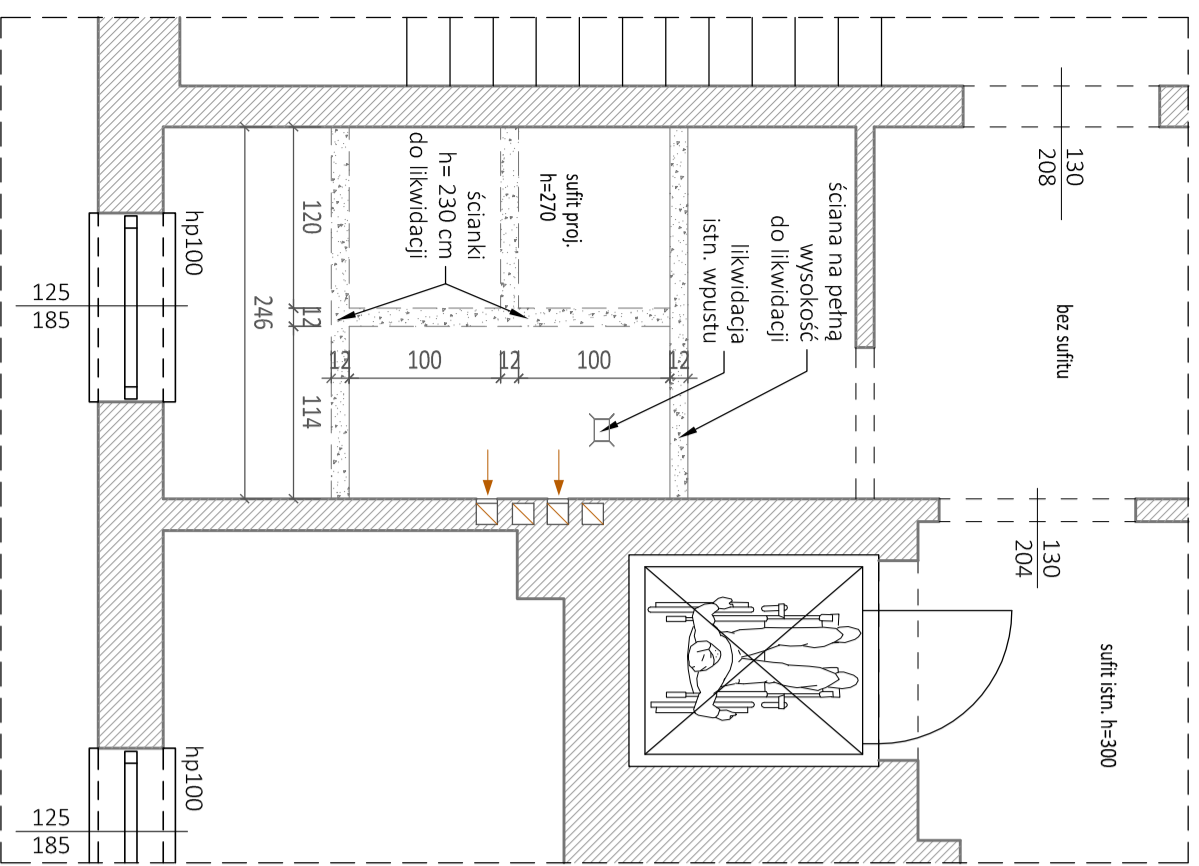 130
208
ściana na pełną
wysokość
do likwidacji
likwidacja
istn. wpustu
sufit proj.
h=270
ścianki
h= 230 cm
do likwidacji
bez sufitu
120
12
114
246
12
100
12
100
12
hp100
125
185
130
204
sufit istn. h=300
hp100
125
185